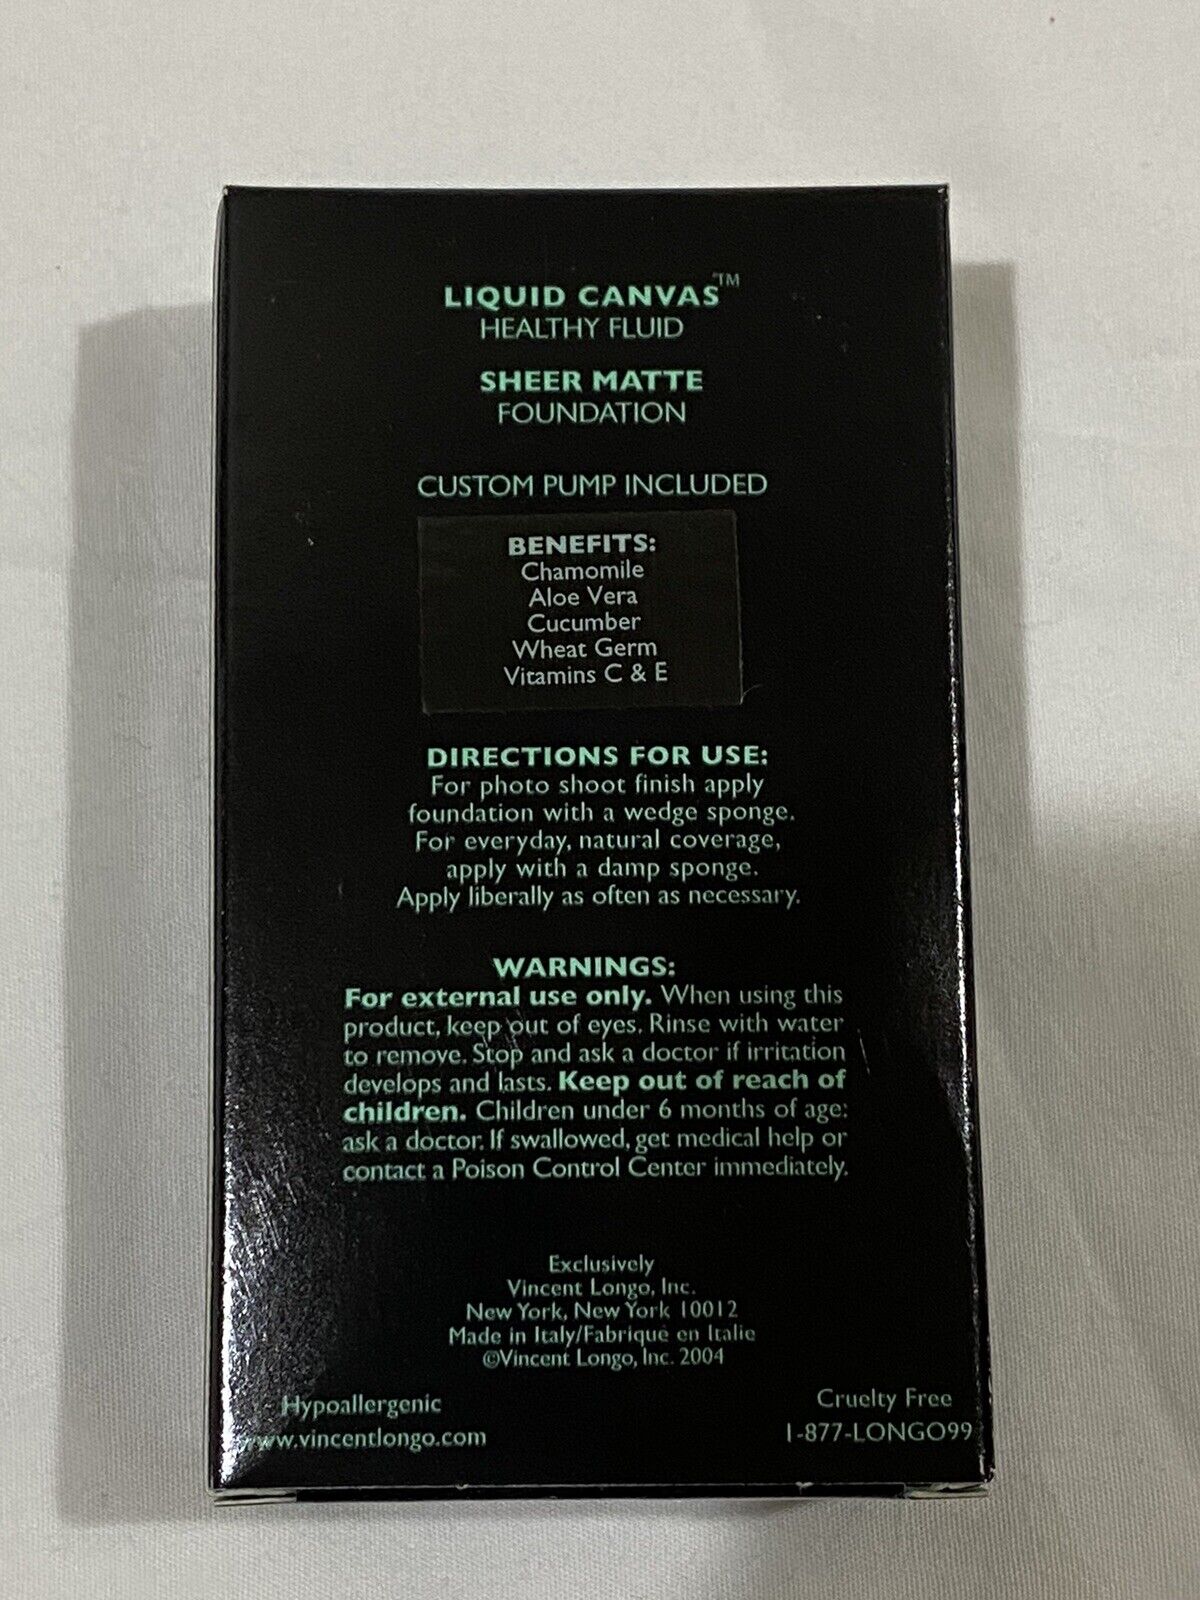 LIQUID CANVAS™
HEALTHY FLUID
SHEER MATTE
FOUNDATION
CUSTOM PUMP INCLUDED
BENEFITS:
Chamomile
Aloe Vera
Cucumber
Wheat Germ
Vitamins C & E
DIRECTIONS FOR USE:
For photo shoot finish apply
foundation with a wedge sponge.
For everyday, natural coverage,
apply with a damp sponge.
Apply liberally as often as necessary.
WARNINGS:
For external use only. When using this
product, keep out of eyes. Rinse with water
to remove. Stop and ask a doctor if irritation
develops and lasts. Keep out of reach of
children. Children under 6 months of age:
ask a doctor. If swallowed, get medical help or
contact a Poison Control Center immediately.
Exclusively
Vincent Longo, Inc.
New York, New York 10012
Made in Italy/Fabriqué en Italie
©Vincent Longo, Inc. 2004
Hypoallergenic
www.vincentlongo.com
Cruelty Free
1-877-LONGO99